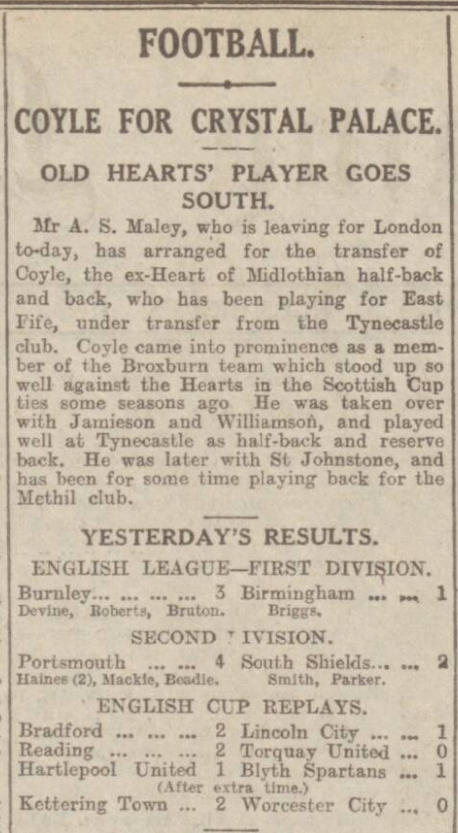 FOOTBALL.
COYLE FOR CRYSTAL PALACE.
OLD HEARTS' PLAYER GOES
SOUTH.
Mr A. S. Maley, who is leaving for London
to-day, has arranged for the transfer of
Coyle, the ex-Heart of Midlothian half-back
and back, who has been playing for East
Fife, under transfer from the Tynecastle
club. Coyle came into prominence as a mem-
ber of the Broxburn team which stood up so
well against the Hearts in the Scottish Cup
ties some seasons ago He was taken over
with Jamieson and Williamson, and played
well at Tynecastle as half-back and reserve
back. He was later with St Johnstone, and
has been for some time playing back for the
Methil club.
YESTERDAY'S RESULTS.
ENGLISH LEAGUE—FIRST DIVISION.
Burnley... ... ... ... 3 Birmingham ... ... 1
Devine, Roberts, Bruton. Briggs.
SECOND IVISION.
Portsmouth ... ... 4 South Shields... ... 2
Haines (2), Mackie, Beadie. Smith, Parker.
ENGLISH CUP REPLAYS.
Bradford ... ... ... 2 Lincoln City ... ... 1
Reading ... ... ... 2 Torquay United ... 0
Hartlepool United 1 Blyth Spartans ... 1
(After extra time.)
Kettering Town ... 2 Worcester City ... 0